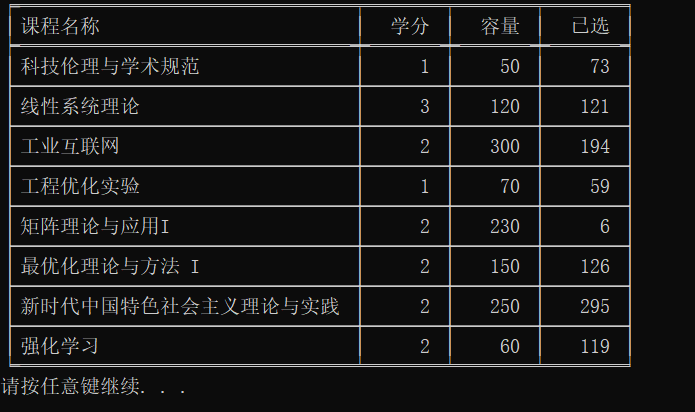 课程名称 学分 容量 已选
科技伦理与学术规范 1 50 73
线性系统理论 3 120 121
工业互联网 2 300 194
工程优化实验 1 70 59
矩阵理论与应用I 2 230 6
最优化理论与方法 I 2 150 126
新时代中国特色社会主义理论与实践 2 250 295
强化学习 2 60 119
请按任意键继续. . .